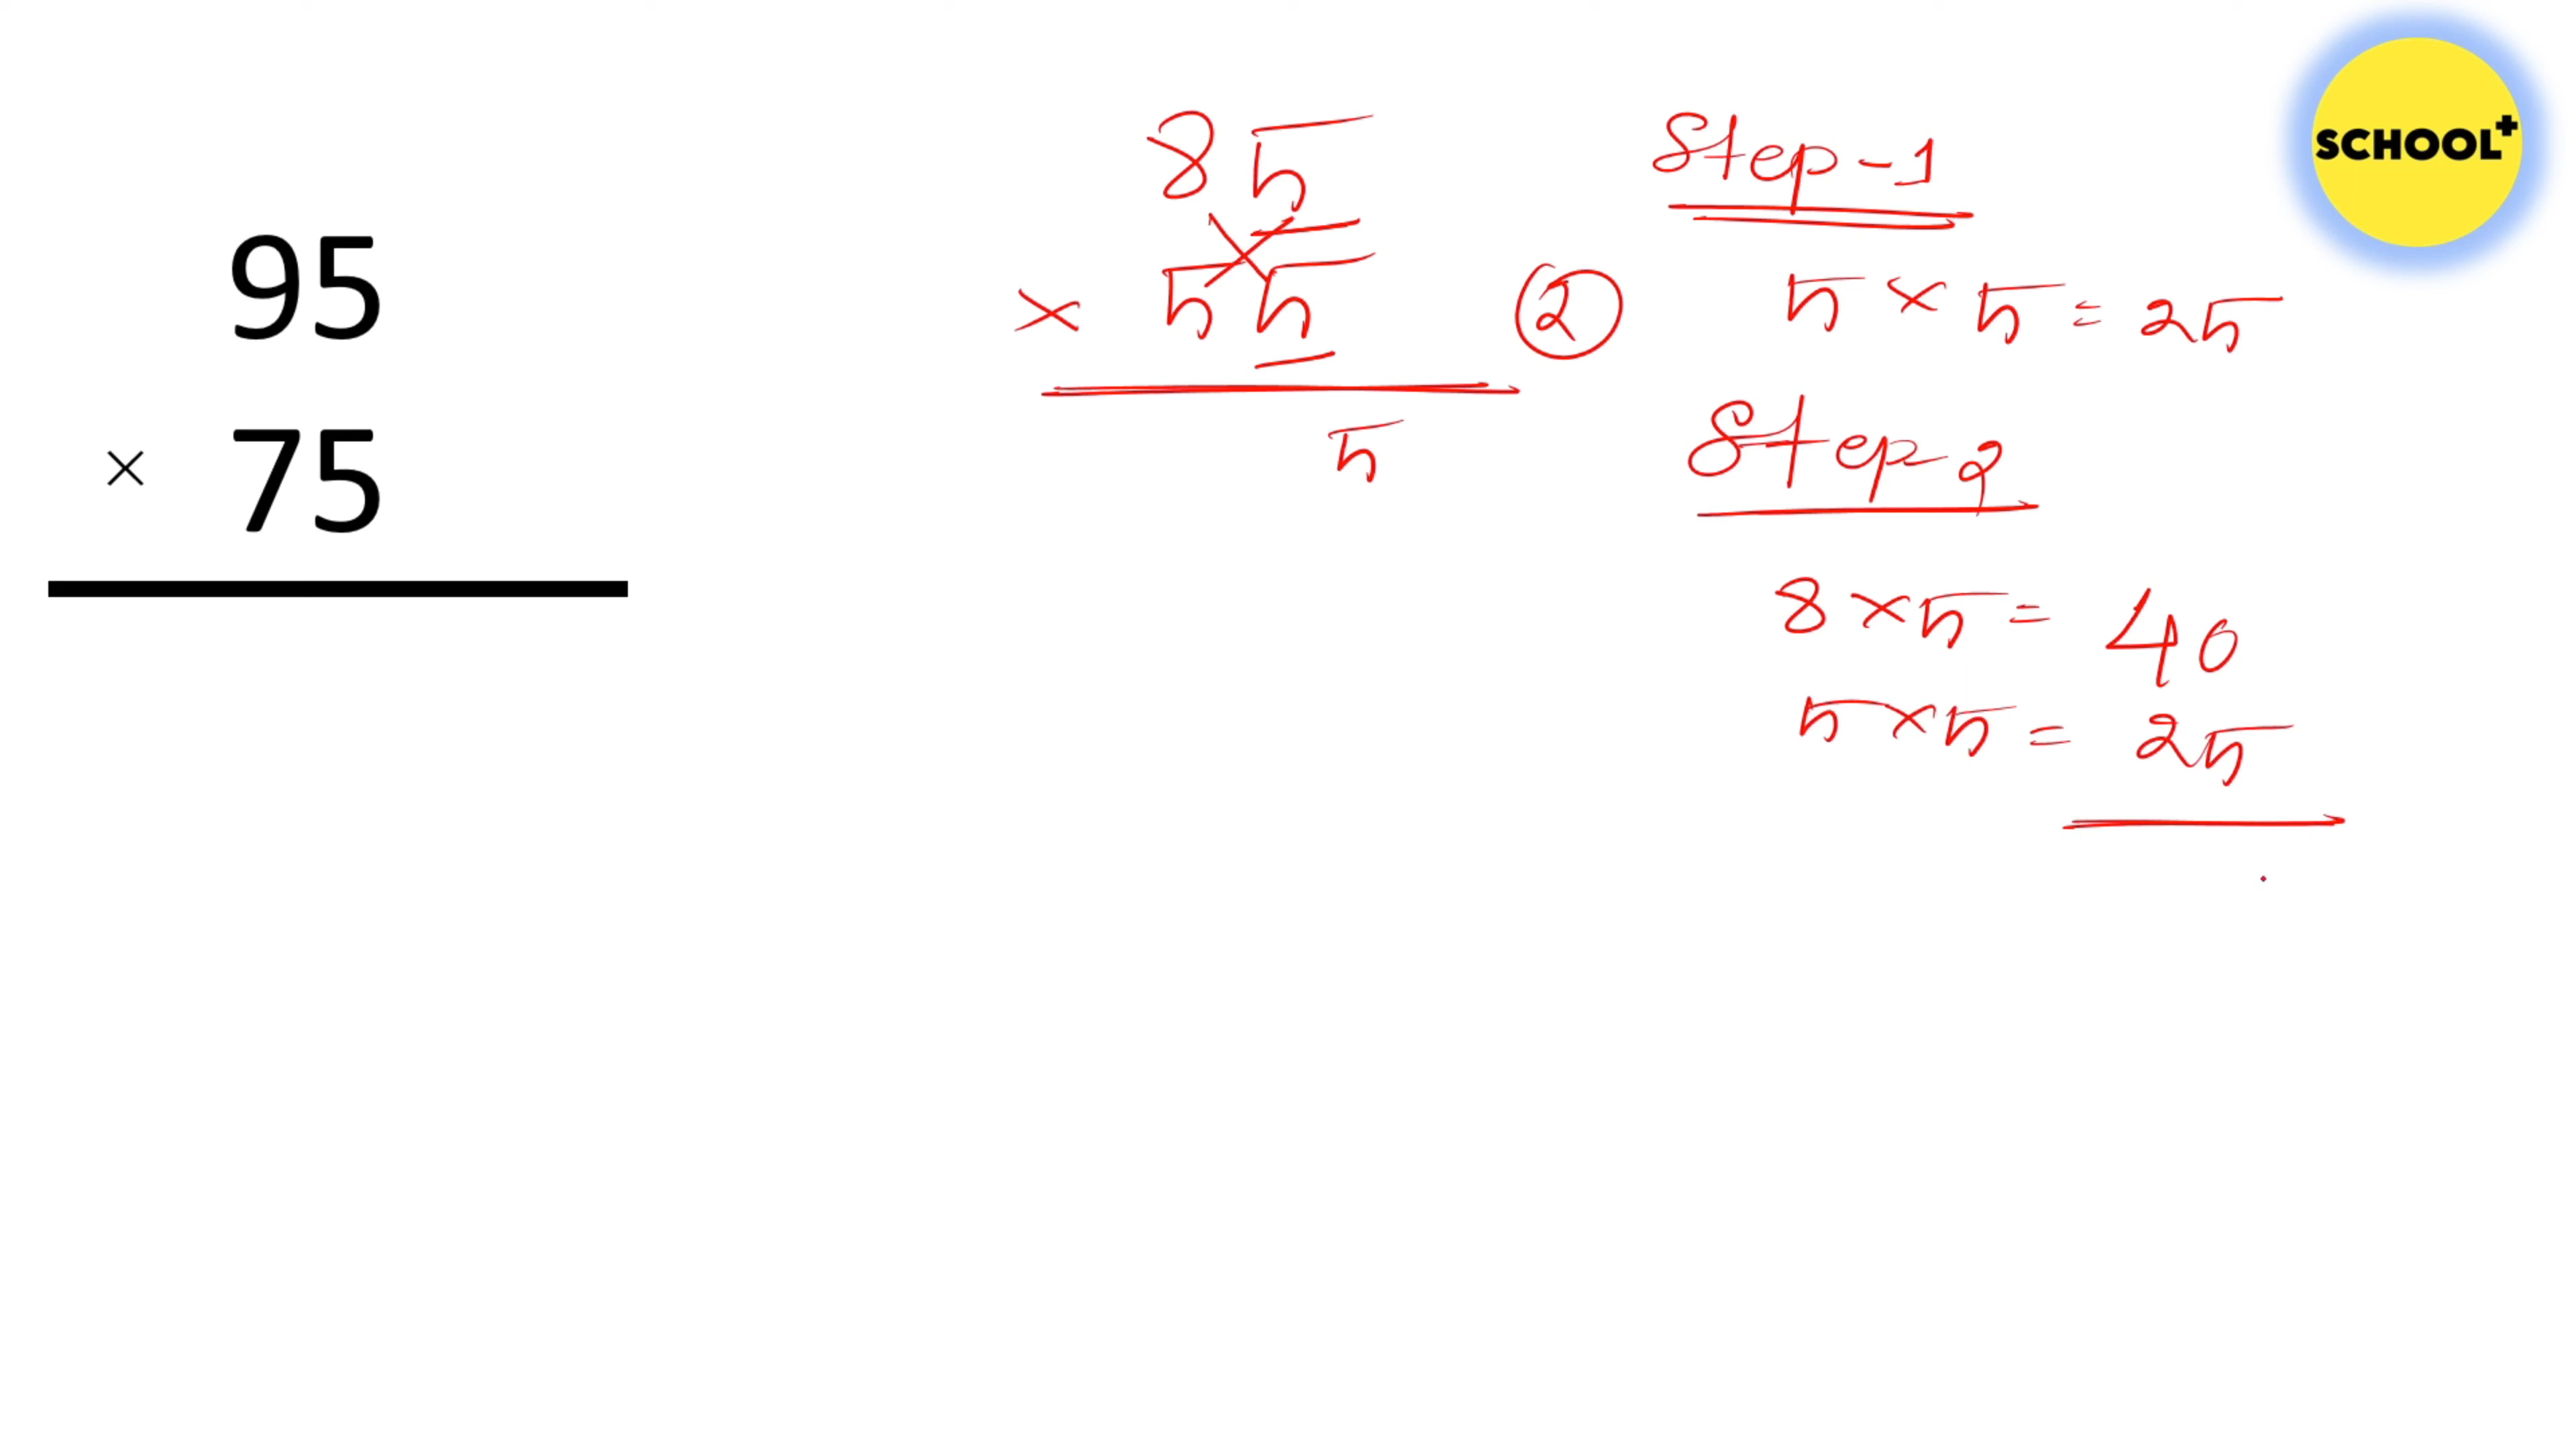 SCHOOL+
95
× 75
85
× 55
②
5
Step-1
5 × 5 = 25
Step 2
8 × 5 = 40
5 × 5 = 25